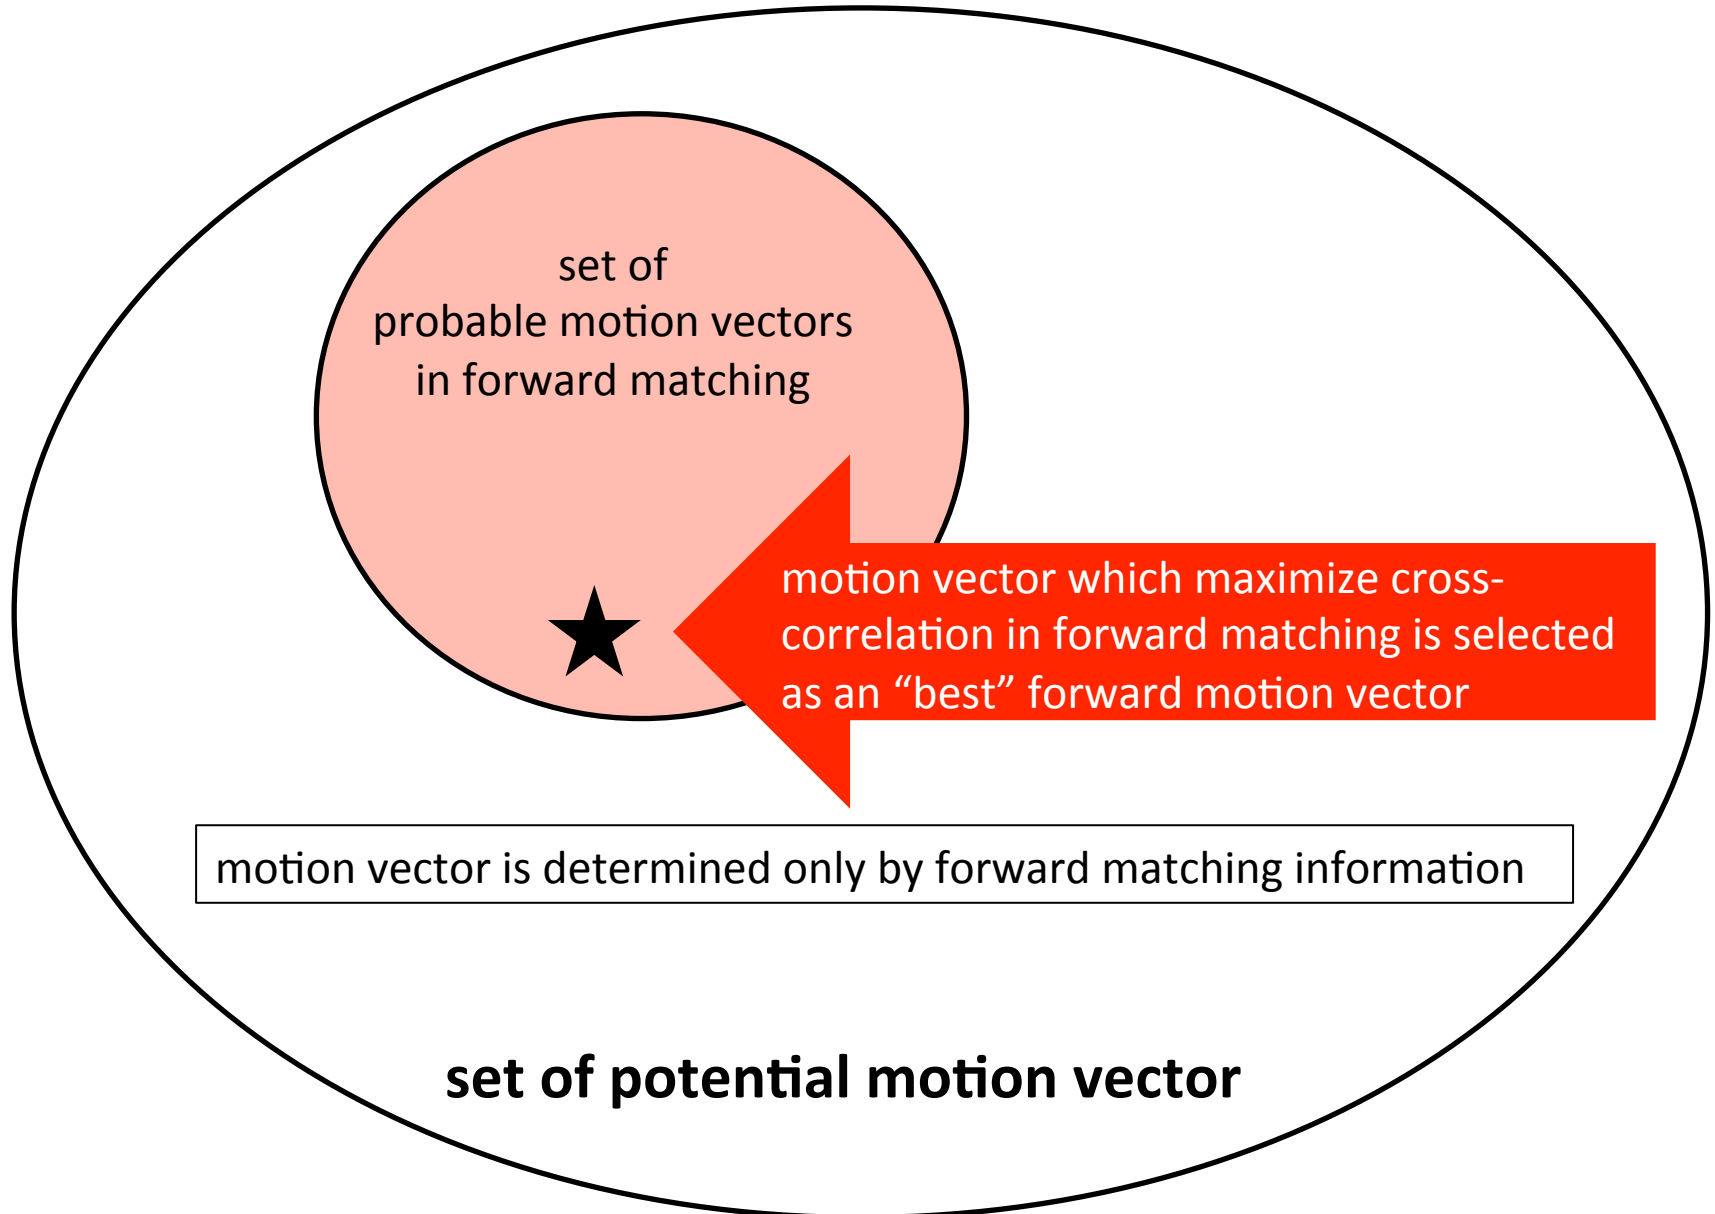 set of
probable motion vectors
in forward matching
motion vector which maximize cross-
correlation in forward matching is selected
as an “best” forward motion vector
motion vector is determined only by forward matching information
set of potential motion vector